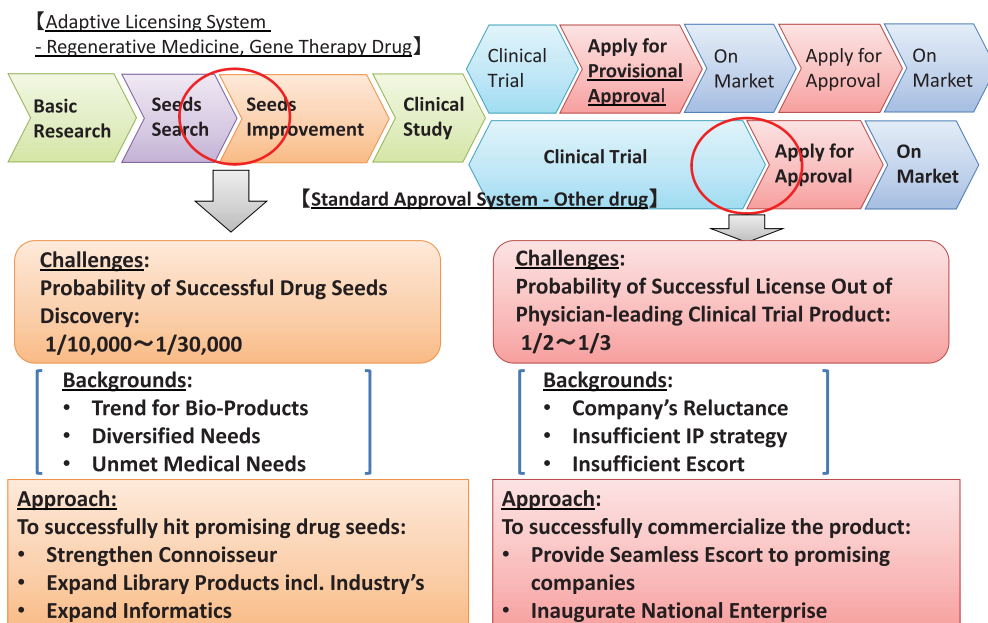 【Adaptive Licensing System
- Regenerative Medicine, Gene Therapy Drug】
Clinical
Trial
Apply for
Provisional
Approval
On
Market
Apply for
Approval
On
Market
Basic
Research
Seeds
Search
Seeds
Improvement
Clinical
Study
Clinical Trial
Apply for
Approval
On
Market
【Standard Approval System - Other drug】
Challenges:
Probability of Successful Drug Seeds
Discovery:
1/10,000～1/30,000
Backgrounds:
• Trend for Bio-Products
• Diversified Needs
• Unmet Medical Needs
Approach:
To successfully hit promising drug seeds:
• Strengthen Connoisseur
• Expand Library Products incl. Industry’s
• Expand Informatics
Challenges:
Probability of Successful License Out of
Physician-leading Clinical Trial Product:
1/2～1/3
Backgrounds:
• Company’s Reluctance
• Insufficient IP strategy
• Insufficient Escort
Approach:
To successfully commercialize the product:
• Provide Seamless Escort to promising
companies
• Inaugurate National Enterprise